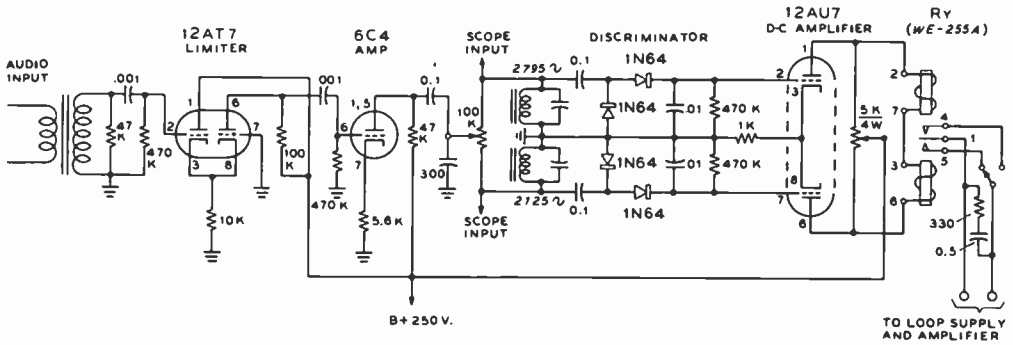 12AT7
LIMITER
6C4
AMP
SCOPE
INPUT
DISCRIMINATOR
12AU7
D-C AMPLIFIER
RY
(WE-255A)
AUDIO
INPUT
.001
47
K
470
K
2
1
6
7
3
8
10K
100
K
.001
470K
6
1,5
7
5.6K
47
K
0.1
300
100
K
B+ 250 V.
SCOPE
INPUT
2795~
2125~
0.1
0.1
1N64
1N64
1N64
1N64
.01
.01
470 K
470 K
1K
1
2
3
8
7
6
5K
4W
2
7
3
6
4
1
5
330
0.5
TO LOOP SUPPLY
AND AMPLIFIER